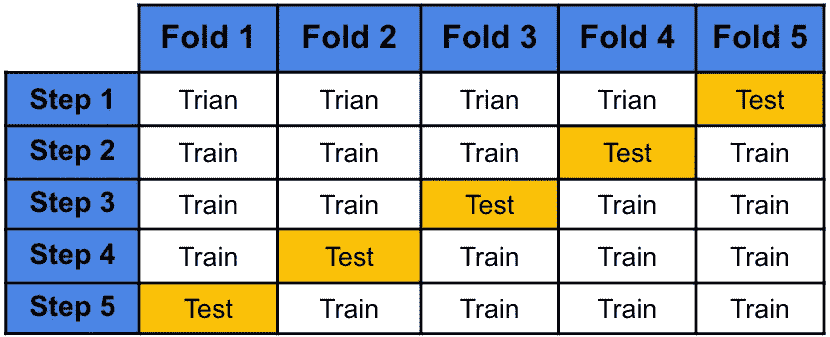 Fold 1 Fold 2 Fold 3 Fold 4 Fold 5
Step 1 Trian Trian Trian Trian Test
Step 2 Train Train Train Test Train
Step 3 Train Train Test Train Train
Step 4 Train Test Train Train Train
Step 5 Test Train Train Train Train